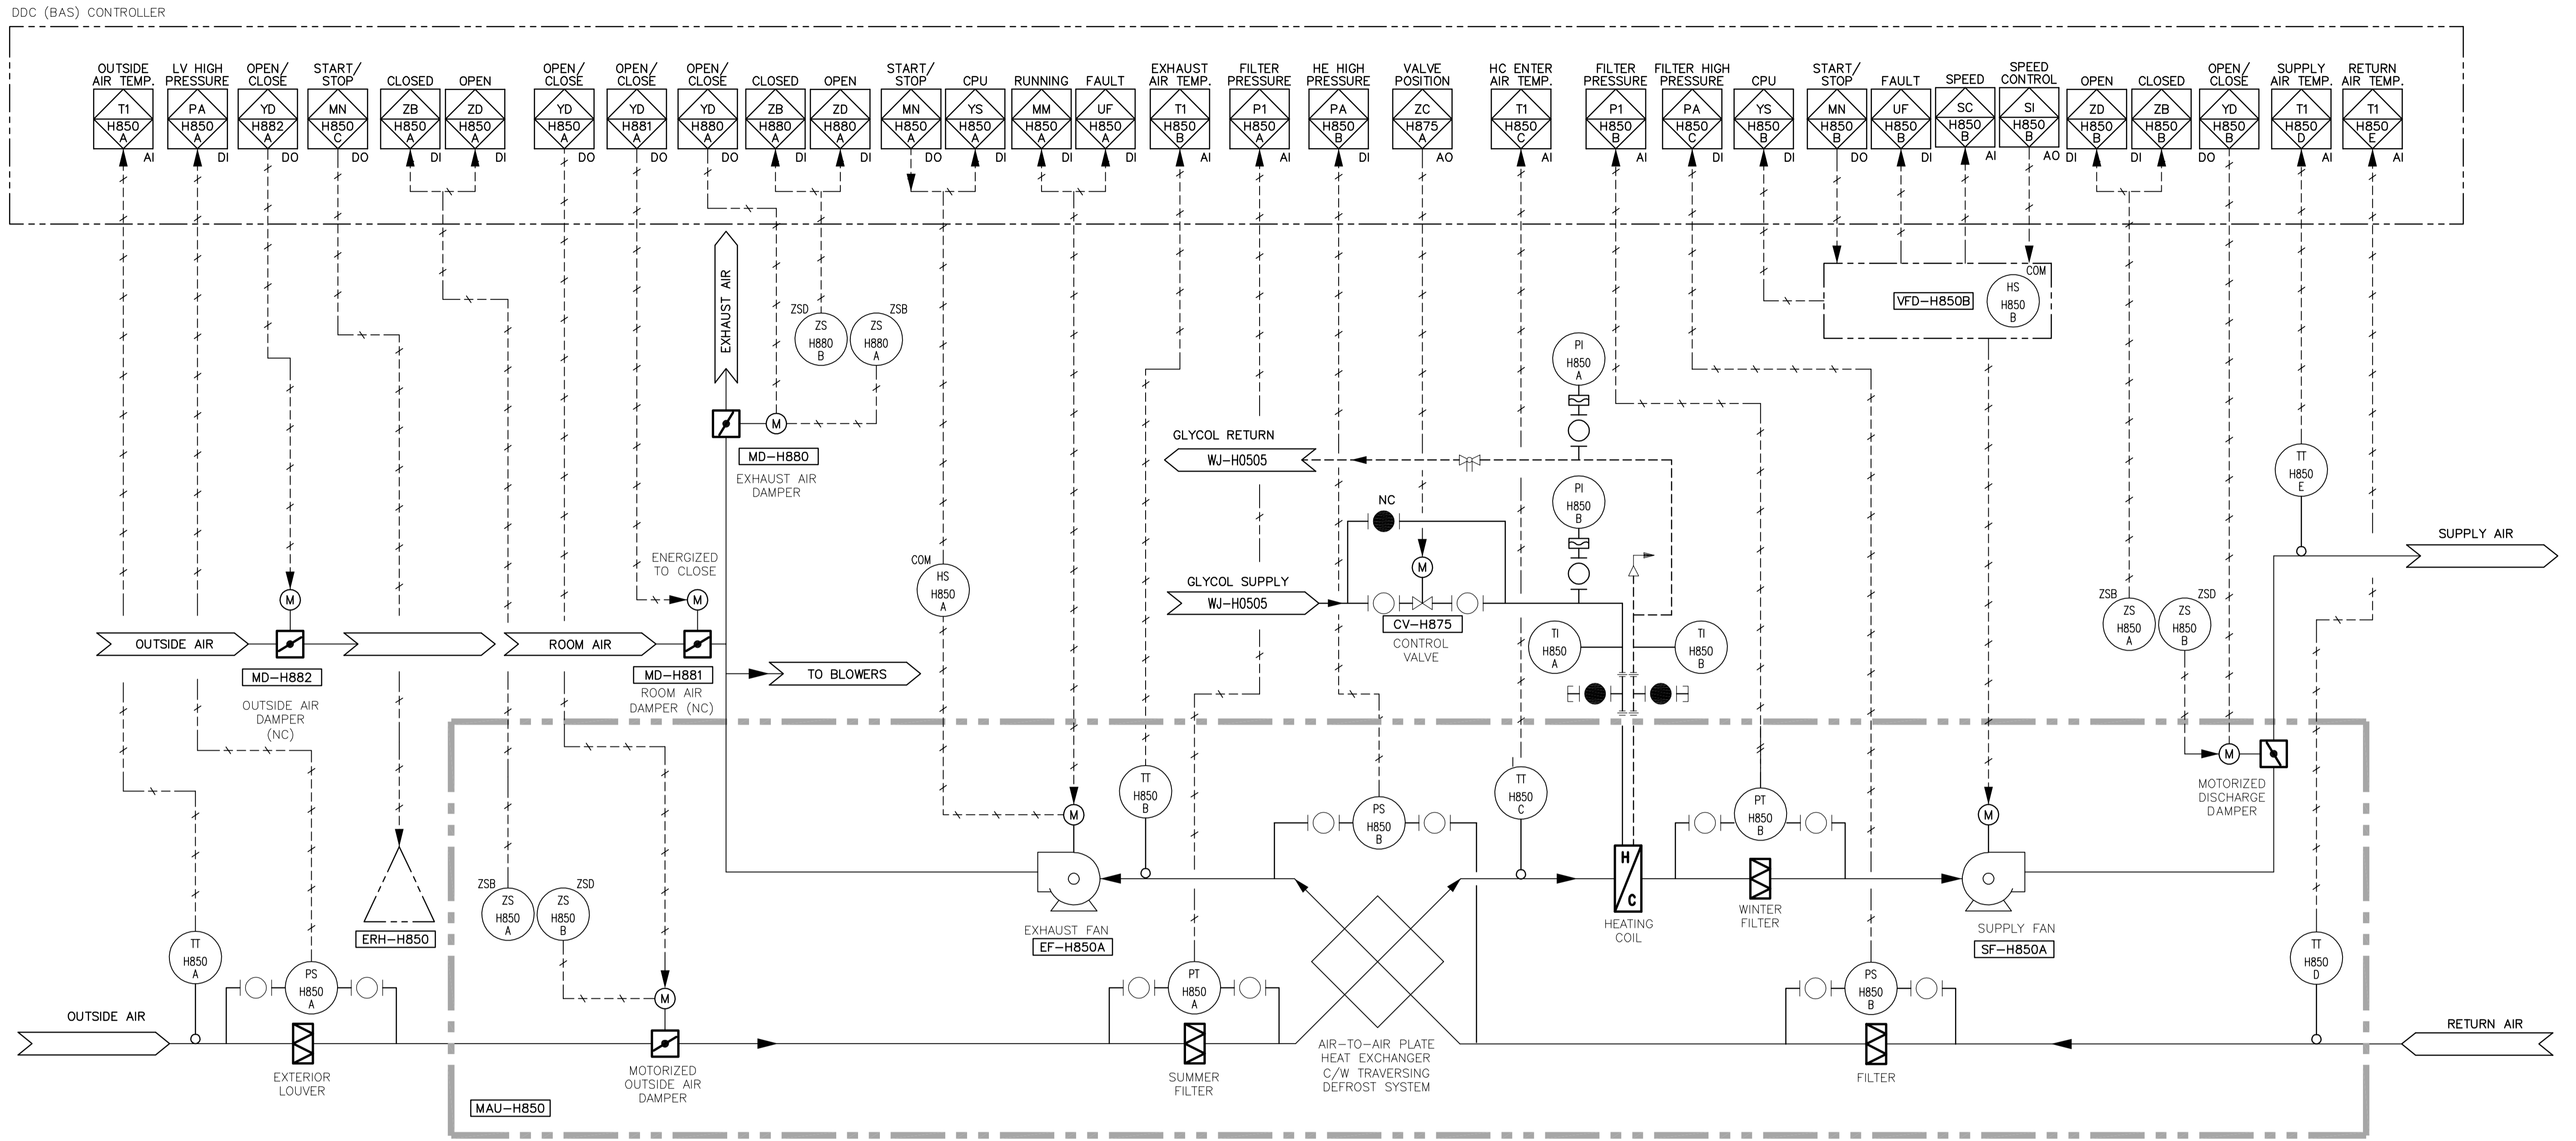 DDC (BAS) CONTROLLER
OUTSIDE
AIR TEMP.
T1
H850
A
AI
LV HIGH
PRESSURE
PA
H850
A
DI
OPEN/
CLOSE
YD
H882
A
DO
START/
STOP
MN
H850
C
DO
CLOSED
ZB
H850
A
DI
OPEN
ZD
H850
A
DI
OPEN/
CLOSE
YD
H850
A
DO
OPEN/
CLOSE
YD
H881
A
DO
OPEN/
CLOSE
YD
H880
A
DO
CLOSED
ZB
H880
A
DI
OPEN
ZD
H880
A
DI
START/
STOP
MN
H850
A
DO
CPU
YS
H850
A
DI
RUNNING
MM
H850
A
DI
FAULT
UF
H850
A
DI
EXHAUST
AIR TEMP.
T1
H850
B
AI
FILTER
PRESSURE
P1
H850
A
AI
HE HIGH
PRESSURE
PA
H850
B
DI
VALVE
POSITION
ZC
H875
A
AO
HC ENTER
AIR TEMP.
T1
H850
C
AI
FILTER
PRESSURE
P1
H850
B
AI
FILTER HIGH
PRESSURE
PA
H850
C
DI
CPU
YS
H850
B
DI
START/
STOP
MN
H850
B
DO
FAULT
UF
H850
B
DI
SPEED
SC
H850
B
AI
SPEED
CONTROL
SI
H850
B
AO
OPEN
ZD
H850
B
DI
CLOSED
ZB
H850
B
DI
OPEN/
CLOSE
YD
H850
B
DO
SUPPLY
AIR TEMP.
T1
H850
D
AI
RETURN
AIR TEMP.
T1
H850
E
AI
EXHAUST AIR
ZSD
ZS
H880
B
ZSB
ZS
H880
A
M
MD-H880
EXHAUST AIR
DAMPER
VFD-H850B
COM
HS
H850
B
PI
H850
A
GLYCOL RETURN
WJ-H0505
PI
H850
B
NC
M
GLYCOL SUPPLY
WJ-H0505
CV-H875
CONTROL
VALVE
TI
H850
A
TI
H850
B
TT
H850
E
SUPPLY AIR
ENERGIZED
TO CLOSE
COM
HS
H850
A
M
M
OUTSIDE AIR
MD-H882
OUTSIDE AIR
DAMPER
(NC)
ROOM AIR
MD-H881
ROOM AIR
DAMPER (NC)
TO BLOWERS
ZSB
ZS
H850
A
ZSD
ZS
H850
B
M
MOTORIZED
DISCHARGE
DAMPER
TT
H850
B
M
EXHAUST FAN
EF-H850A
PS
H850
B
TT
H850
C
H/C
HEATING
COIL
PT
H850
B
WINTER
FILTER
M
SUPPLY FAN
SF-H850A
ERH-H850
ZSB
ZS
H850
A
ZSD
ZS
H850
B
TT
H850
A
PS
H850
A
M
PT
H850
A
PS
H850
B
TT
H850
D
OUTSIDE AIR
EXTERIOR
LOUVER
MOTORIZED
OUTSIDE AIR
DAMPER
SUMMER
FILTER
AIR-TO-AIR PLATE
HEAT EXCHANGER
C/W TRAVERSING
DEFROST SYSTEM
FILTER
RETURN AIR
MAU-H850